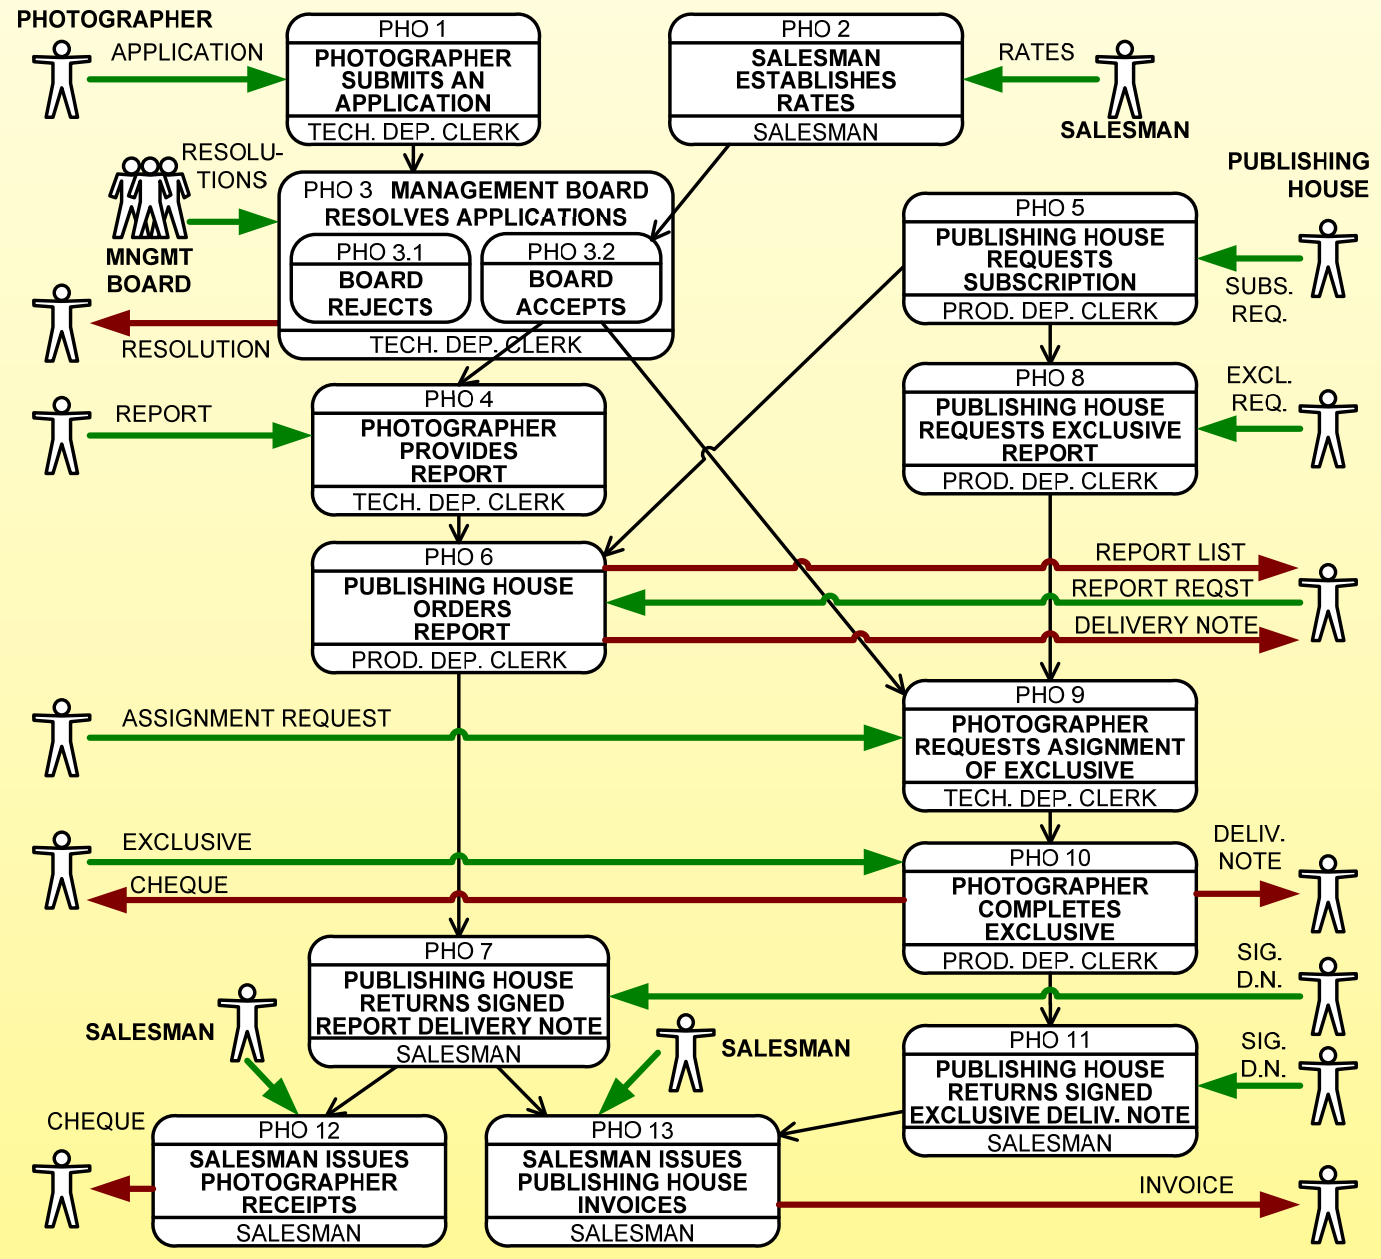 PHOTOGRAPHER
APPLICATION
PHO 1
PHOTOGRAPHER
SUBMITS AN
APPLICATION
TECH. DEP. CLERK
PHO 2
SALESMAN
ESTABLISHES
RATES
SALESMAN
RATES
SALESMAN
RESOLU-
TIONS
MNGMT
BOARD
PHO 3 MANAGEMENT BOARD
RESOLVES APPLICATIONS
PHO 3.1
BOARD
REJECTS
PHO 3.2
BOARD
ACCEPTS
TECH. DEP. CLERK
RESOLUTION
PUBLISHING
HOUSE
PHO 5
PUBLISHING HOUSE
REQUESTS
SUBSCRIPTION
PROD. DEP. CLERK
SUBS.
REQ.
REPORT
PHO 4
PHOTOGRAPHER
PROVIDES
REPORT
TECH. DEP. CLERK
PHO 8
PUBLISHING HOUSE
REQUESTS EXCLUSIVE
REPORT
PROD. DEP. CLERK
EXCL.
REQ.
PHO 6
PUBLISHING HOUSE
ORDERS
REPORT
PROD. DEP. CLERK
REPORT LIST
REPORT REQST
DELIVERY NOTE
ASSIGNMENT REQUEST
PHO 9
PHOTOGRAPHER
REQUESTS ASIGNMENT
OF EXCLUSIVE
TECH. DEP. CLERK
EXCLUSIVE
CHEQUE
PHO 10
PHOTOGRAPHER
COMPLETES
EXCLUSIVE
PROD. DEP. CLERK
DELIV.
NOTE
PHO 7
PUBLISHING HOUSE
RETURNS SIGNED
REPORT DELIVERY NOTE
SALESMAN
SIG.
D.N.
SALESMAN
SALESMAN
PHO 11
PUBLISHING HOUSE
RETURNS SIGNED
EXCLUSIVE DELIV. NOTE
SALESMAN
SIG.
D.N.
CHEQUE
PHO 12
SALESMAN ISSUES
PHOTOGRAPHER
RECEIPTS
SALESMAN
PHO 13
SALESMAN ISSUES
PUBLISHING HOUSE
INVOICES
SALESMAN
INVOICE